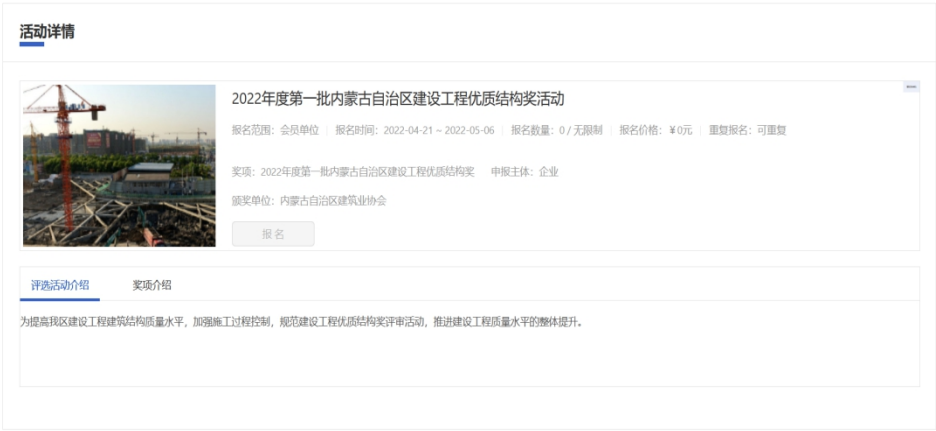 活动详情
2022年度第一批内蒙古自治区建设工程优质结构奖活动
报名范围：会员单位 报名时间：2022-04-21 ~ 2022-05-06 报名数量：0 / 无限制 报名价格：￥0元 重复报名：可重复
奖项：2022年度第一批内蒙古自治区建设工程优质结构奖 申报主体：企业
颁奖单位：内蒙古自治区建筑业协会
报 名
评选活动介绍 奖项介绍
为提高我区建设工程建筑结构质量水平，加强施工过程控制，规范建设工程优质结构奖评审活动，推进建设工程质量水平的整体提升。